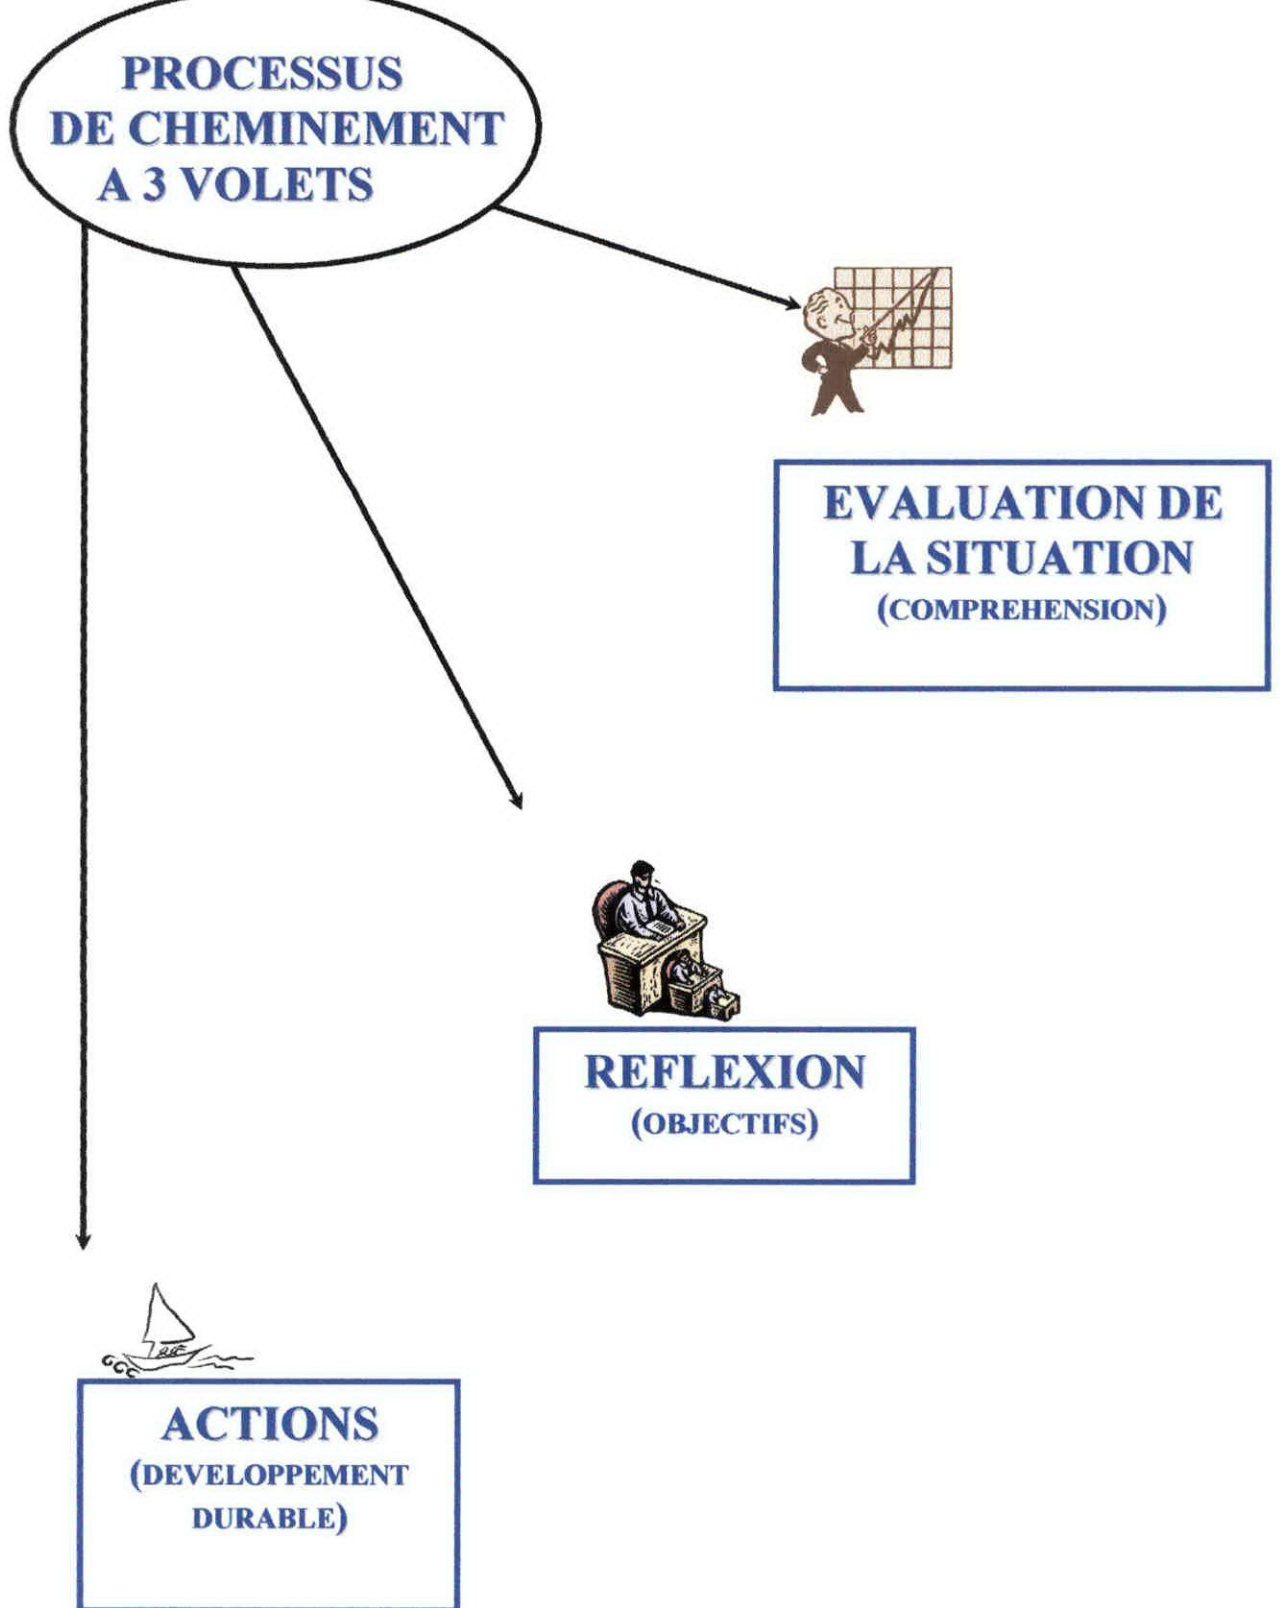 PROCESSUS
DE CHEMINEMENT
A 3 VOLETS
EVALUATION DE
LA SITUATION
(COMPREHENSION)
REFLEXION
(OBJECTIFS)
ACTIONS
(DEVELOPPEMENT
DURABLE)